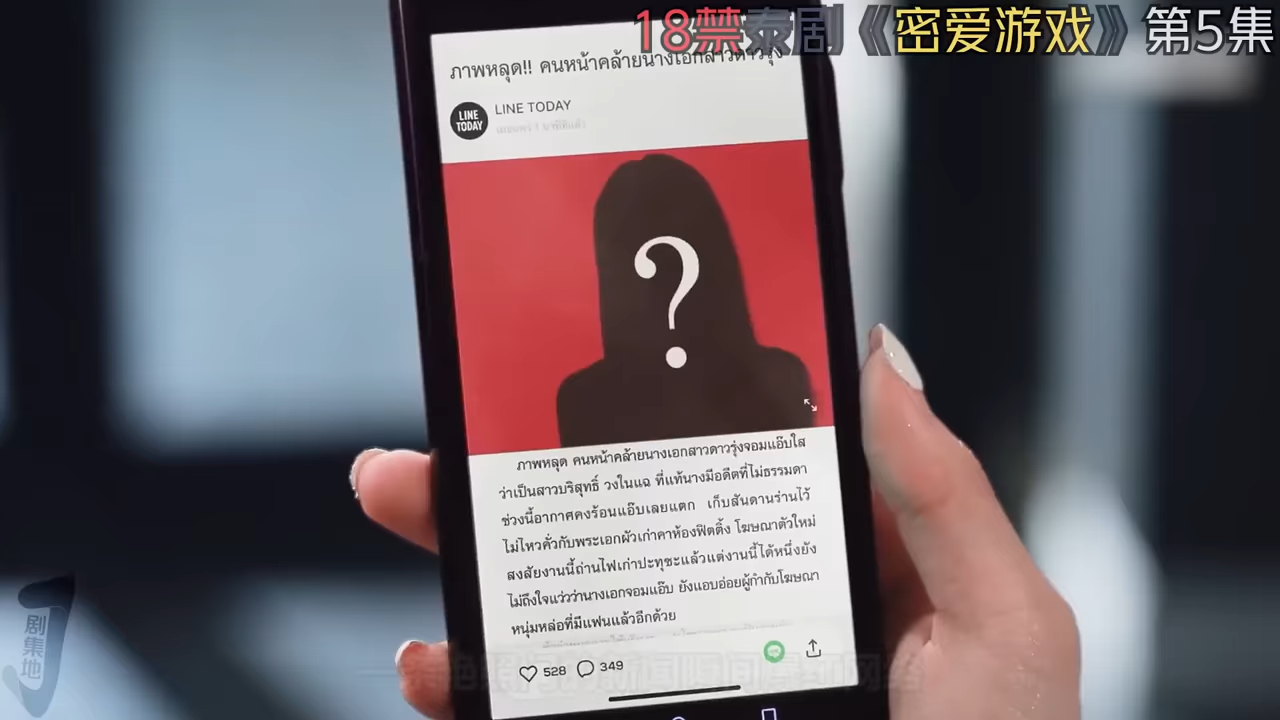 18禁泰剧《密爱游戏》第5集
ภาพหลุด!! คนหน้าคล้ายนางเอกสาวดาวรุ่ง
LINE TODAY
LINE
TODAY
?
ภาพหลุด คนหน้าคล้ายนางเอกสาวดาวรุ่งจอมแอ๊บใส
ว่าเป็นสาวบริสุทธิ์ วงในแฉ ที่แท้นางมีอดีตที่ไม่ธรรมดา
ช่วงนี้อากาศคงร้อนแอ๊บเลยแตก เก็บสันดานร่านไว้
ไม่ไหวคั่วกับพระเอกผัวเก่าคาห้องฟิตติ้ง โฆษณาตัวใหม่
สงสัยงานนี้ถ่านไฟเก่าปะทุซะแล้วแต่งานนี้ได้หนึ่งยัง
ไม่ถึงใจแว่วว่านางเอกจอมแอ๊บ ยังแอบอ่อยผู้กำกับโฆษณา
หนุ่มหล่อที่มีแฟนแล้วอีกด้วย
528 349
剧集地